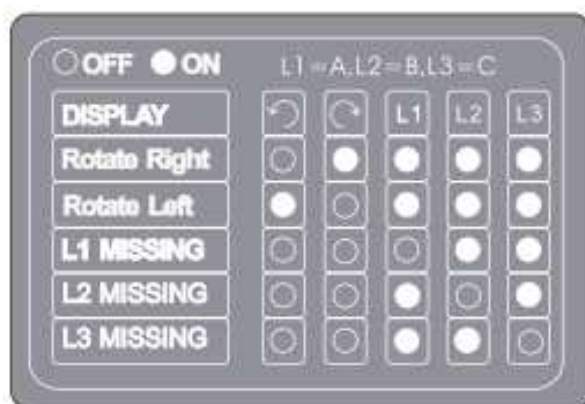 OFF ON L1=A,L2=B,L3=C
DISPLAY L1 L2 L3
Rotate Right
Rotate Left
L1 MISSING
L2 MISSING
L3 MISSING